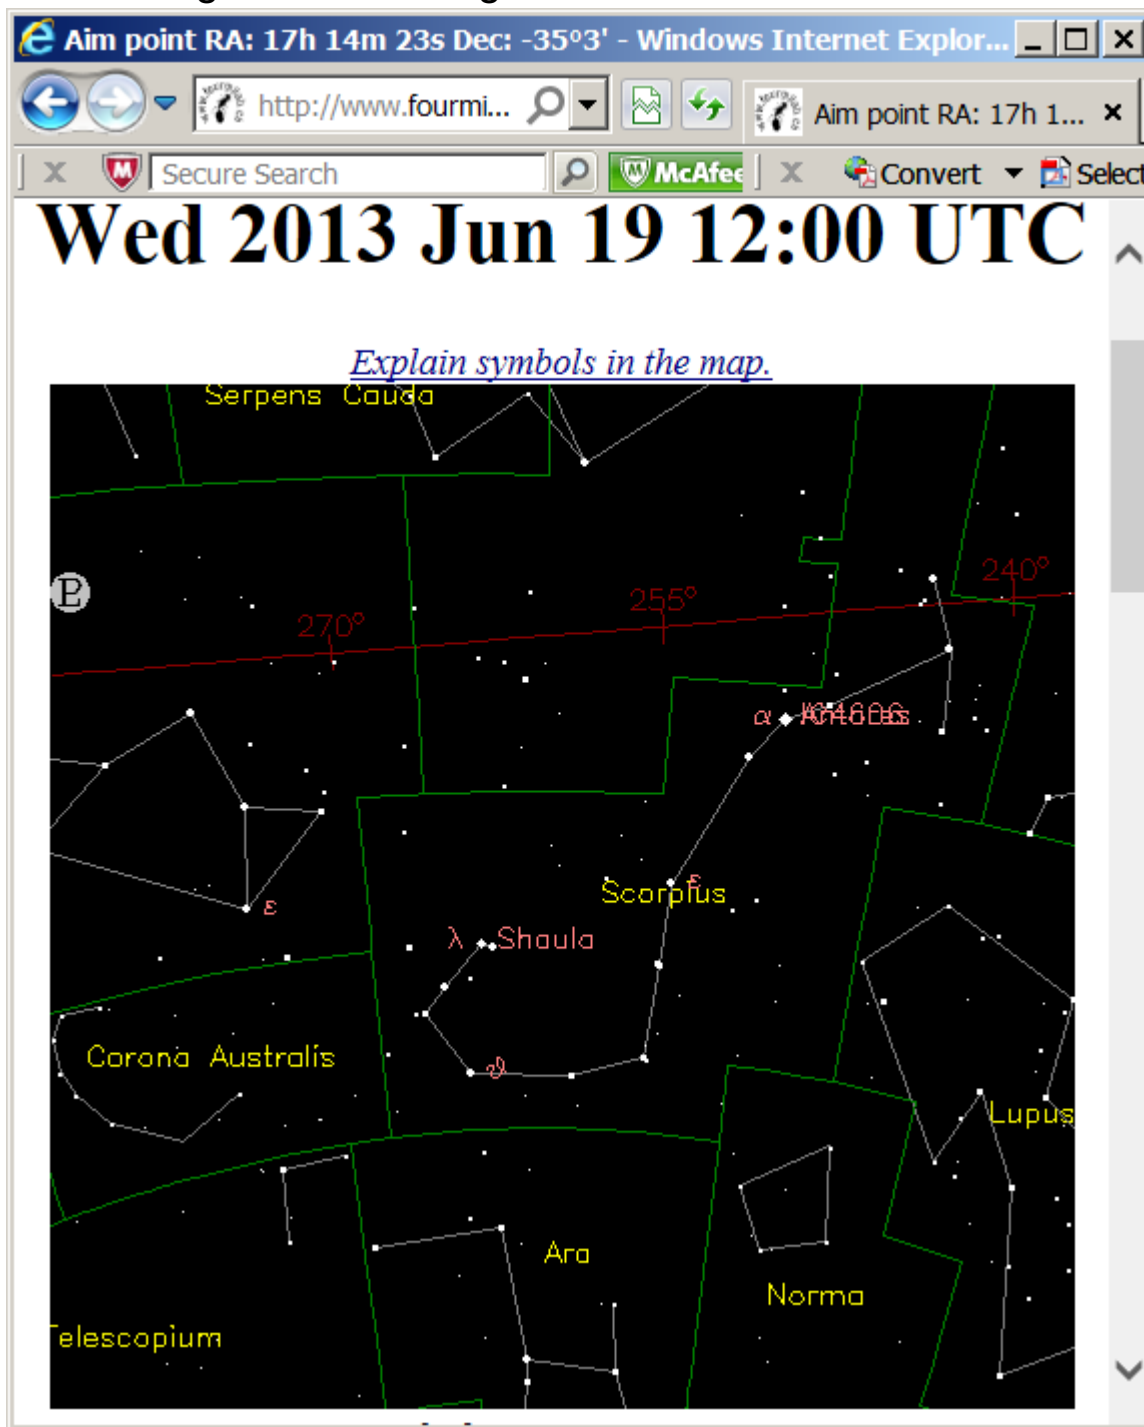 Aim point RA: 17h 14m 23s Dec: -35°3' - Windows Internet Explor...
http://www.fourmi...
Aim point RA: 17h 1...
Secure Search
McAfee
Convert
Select
Wed 2013 Jun 19 12:00 UTC
Explain symbols in the map.
Serpens Cauda
240°
255°
270°
α
ε
Scorpius
ε
λ Shaula
Corona Australis
ϑ
Lupus
Ara
Norma
Telescopium